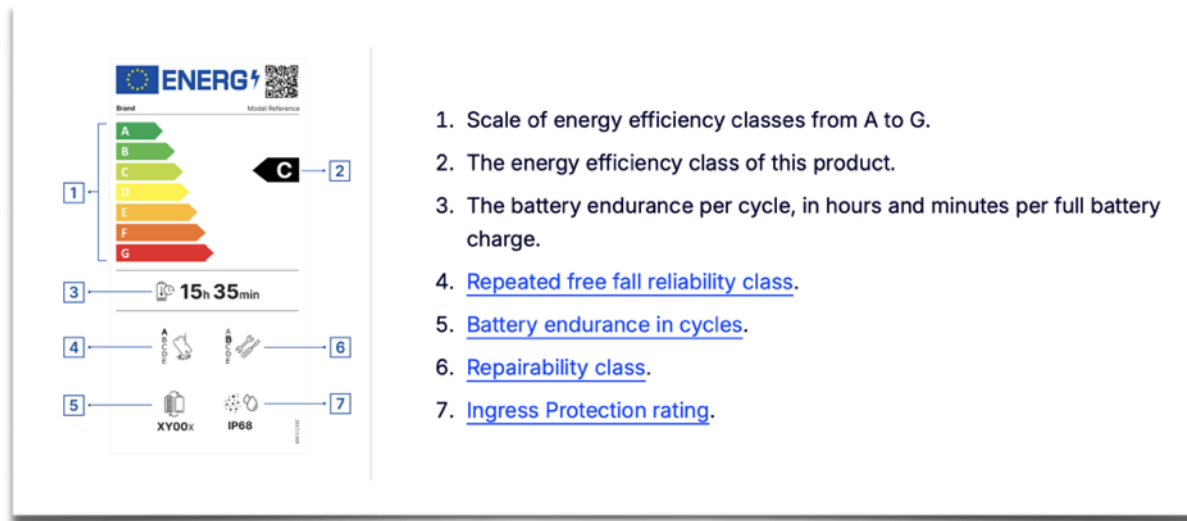 ENERG
Brand
Model Reference
A
B
C
D
E
F
G
C
1
2
3
15h 35min
4
A
B
C
D
E
A
B
C
D
E
6
5
XY00x
IP68
7
1. Scale of energy efficiency classes from A to G.
2. The energy efficiency class of this product.
3. The battery endurance per cycle, in hours and minutes per full battery
charge.
4. Repeated free fall reliability class.
5. Battery endurance in cycles.
6. Repairability class.
7. Ingress Protection rating.